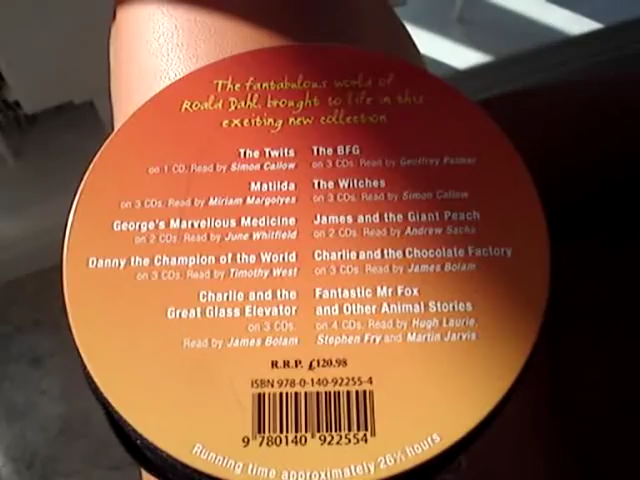 The fantabulous world of
Roald Dahl, brought to life in this
exciting new collection
The Twits
on 1 CD. Read by Simon Callow
Matilda
on 3 CDs. Read by Miriam Margolyes
George's Marvellous Medicine
on 2 CDs. Read by June Whitfield
Danny the Champion of the World
on 3 CDs. Read by Timothy West
Charlie and the
Great Glass Elevator
on 3 CDs.
Read by James Bolam
The BFG
on 3 CDs. Read by Geoffrey Palmer
The Witches
on 3 CDs. Read by Simon Callow
James and the Giant Peach
on 2 CDs. Read by Andrew Sachs
Charlie and the Chocolate Factory
on 3 CDs. Read by James Bolam
Fantastic Mr Fox
and Other Animal Stories
on 4 CDs. Read by Hugh Laurie,
Stephen Fry and Martin Jarvis
R.R.P. £120.98
ISBN 978-0-140-92255-4
9 780140 922554
Running time approximately 26½ hours